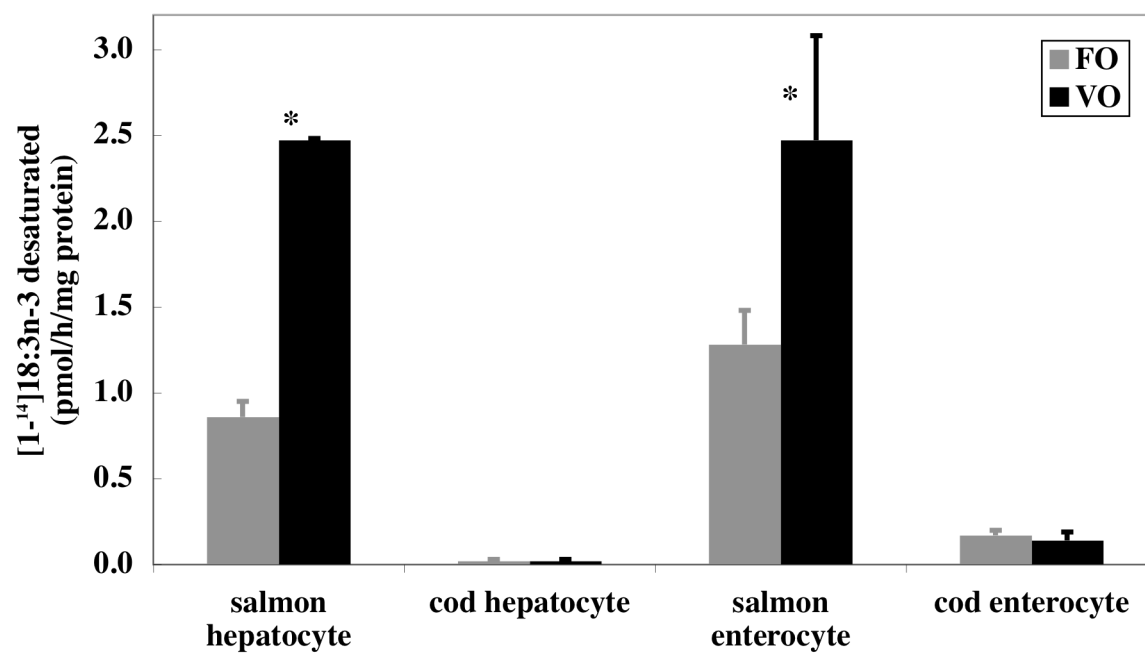 [1-¹⁴]18:3n-3 desaturated
(pmol/h/mg protein)
3.0
2.5
2.0
1.5
1.0
0.5
0.0
*
*
FO
VO
salmon
hepatocyte
cod hepatocyte
salmon
enterocyte
cod enterocyte